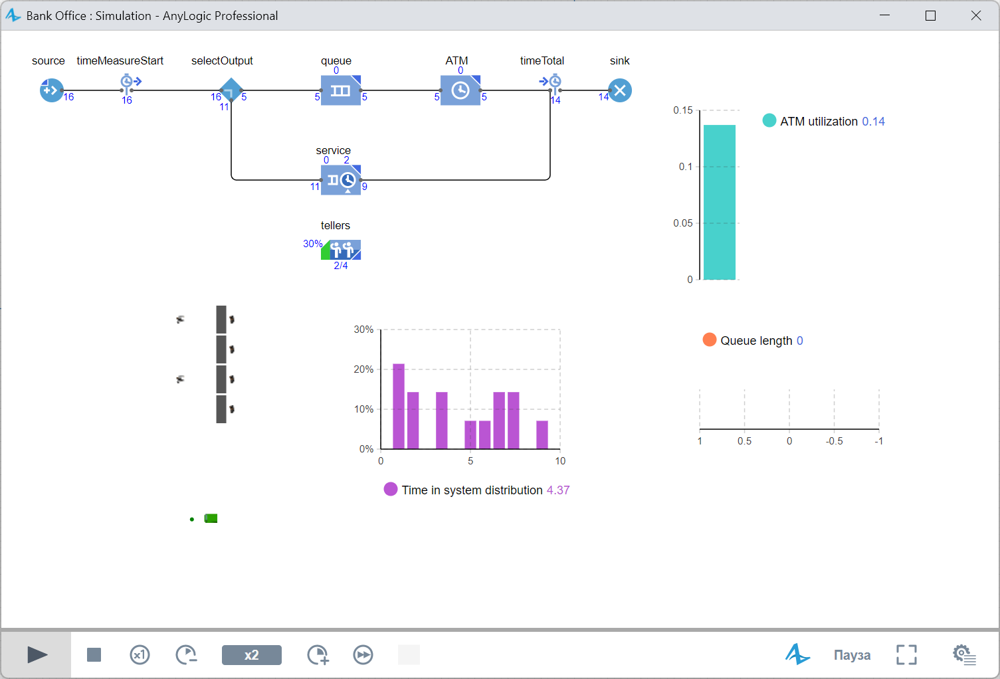 Bank Office : Simulation - AnyLogic Professional
source timeMeasureStart selectOutput queue ATM timeTotal sink
0 0
16 16 16 5 5 5 5 5 14 14
11
service
0 2
11 9
tellers
30%
2/4
0.15
0.1
0.05
0
ATM utilization 0.14
30%
20%
10%
0%
0 5 10
Time in system distribution 4.37
Queue length 0
1 0.5 0 -0.5 -1
x1 x2 Пауза